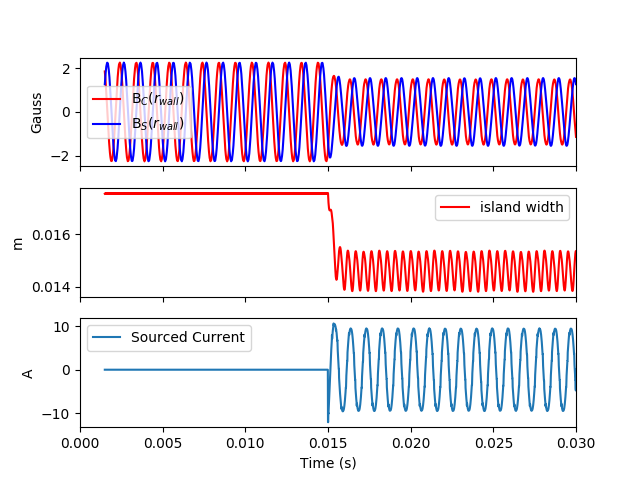 2
0
−2
Gauss
B_C(r_wall)
B_S(r_wall)
0.016
0.014
m
island width
10
0
−10
A
Sourced Current
0.000 0.005 0.010 0.015 0.020 0.025 0.030
Time (s)